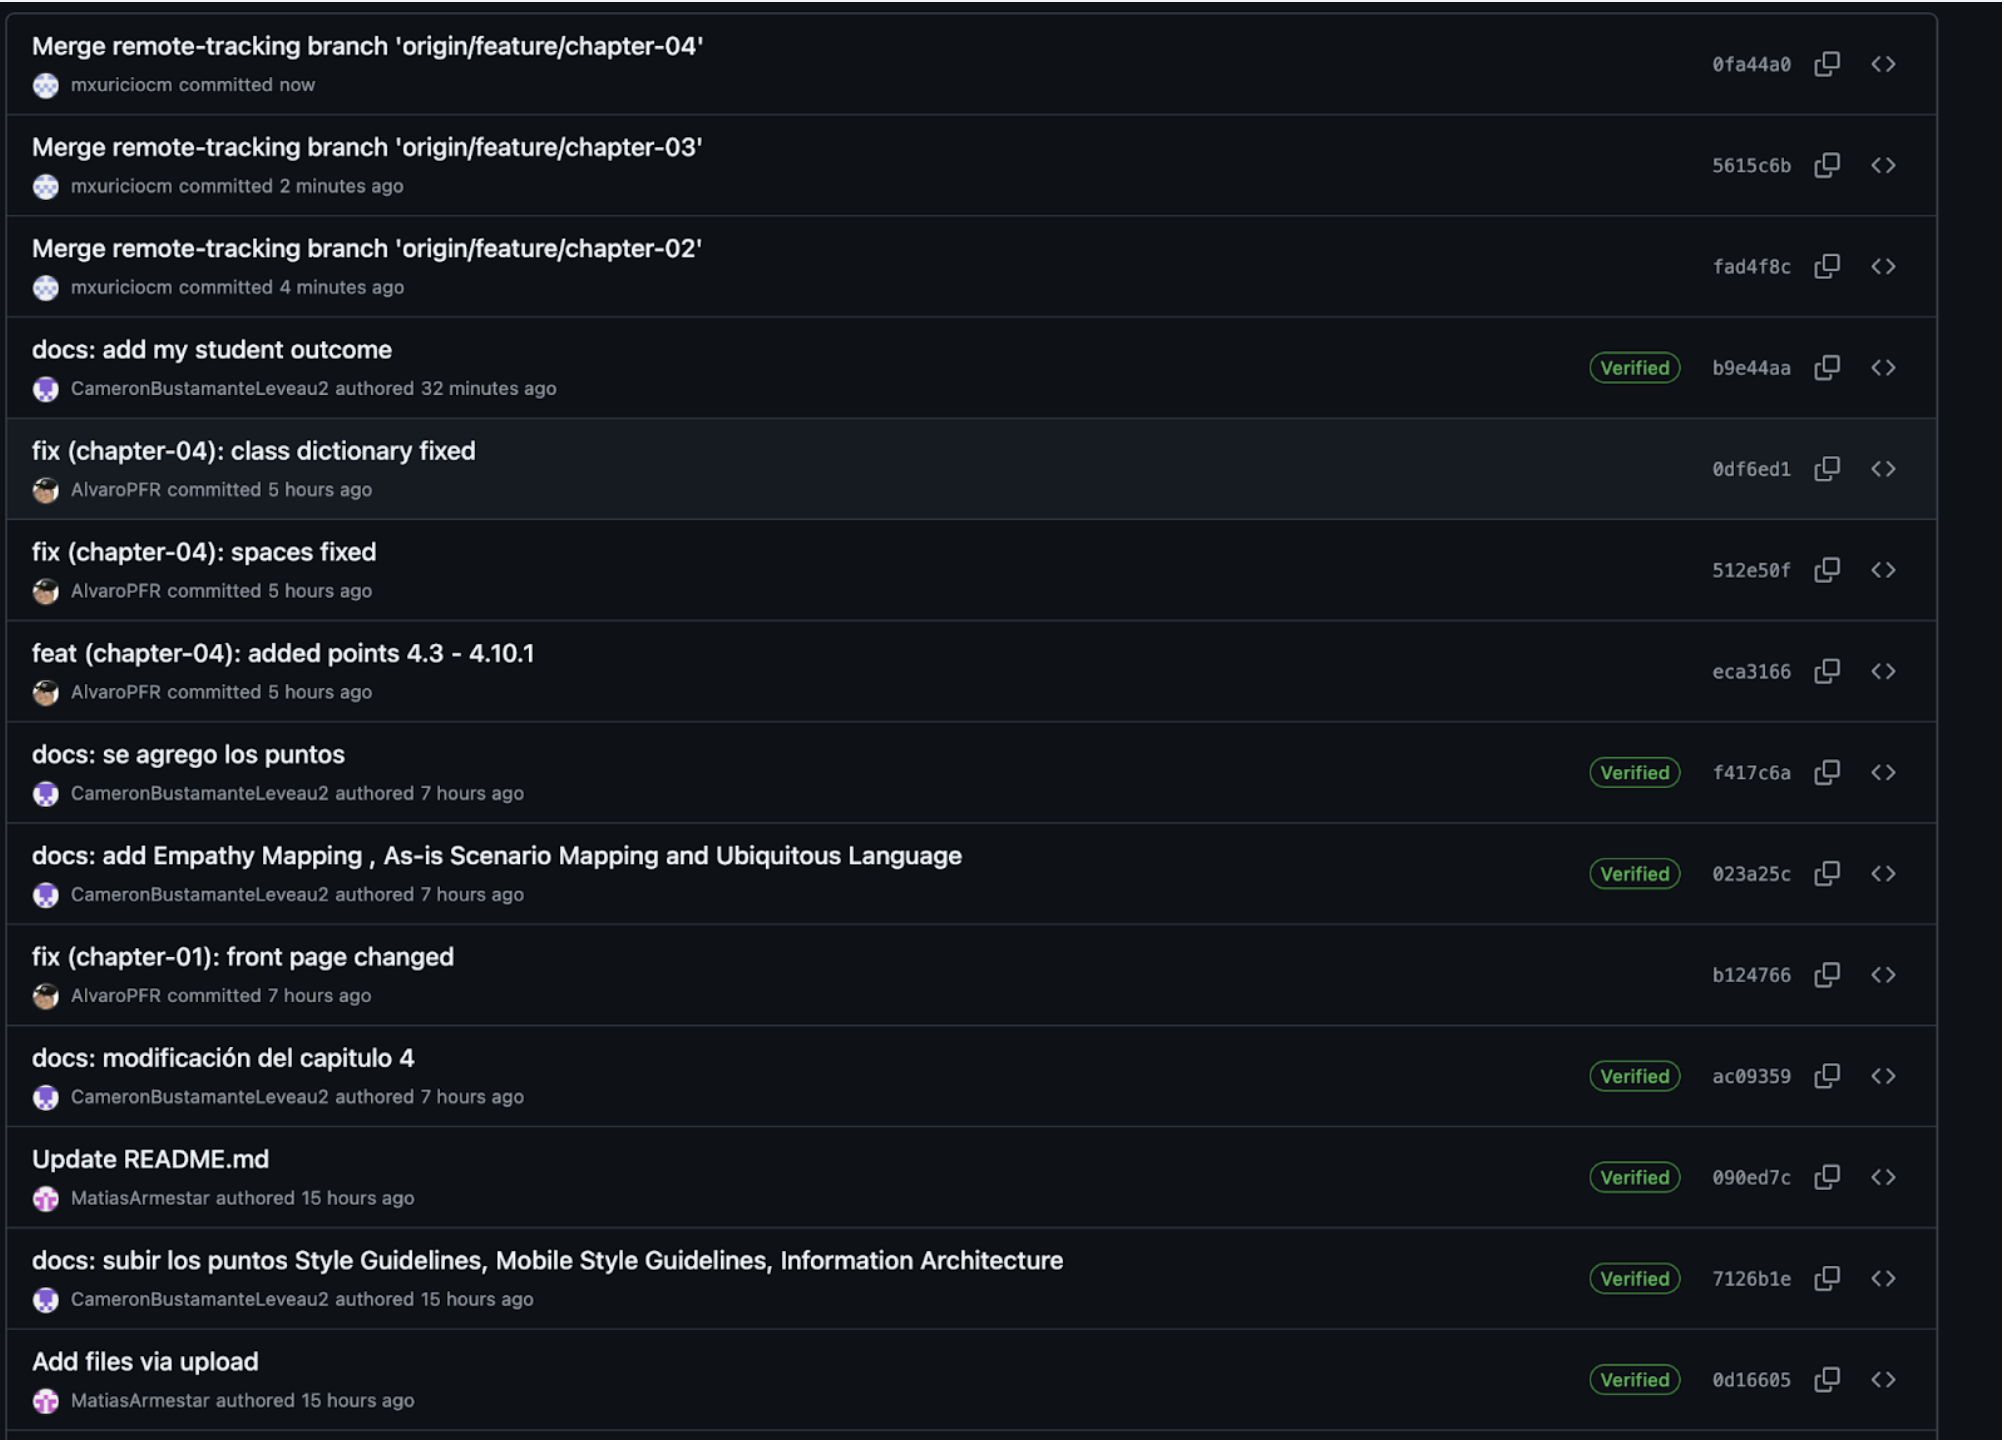 Merge remote-tracking branch 'origin/feature/chapter-04'
mxuriciocm committed now
0fa44a0
Merge remote-tracking branch 'origin/feature/chapter-03'
mxuriciocm committed 2 minutes ago
5615c6b
Merge remote-tracking branch 'origin/feature/chapter-02'
mxuriciocm committed 4 minutes ago
fad4f8c
docs: add my student outcome
CameronBustamanteLeveau2 authored 32 minutes ago
Verified b9e44aa
fix (chapter-04): class dictionary fixed
AlvaroPFR committed 5 hours ago
0df6ed1
fix (chapter-04): spaces fixed
AlvaroPFR committed 5 hours ago
512e50f
feat (chapter-04): added points 4.3 - 4.10.1
AlvaroPFR committed 5 hours ago
eca3166
docs: se agrego los puntos
CameronBustamanteLeveau2 authored 7 hours ago
Verified f417c6a
docs: add Empathy Mapping , As-is Scenario Mapping and Ubiquitous Language
CameronBustamanteLeveau2 authored 7 hours ago
Verified 023a25c
fix (chapter-01): front page changed
AlvaroPFR committed 7 hours ago
b124766
docs: modificación del capitulo 4
CameronBustamanteLeveau2 authored 7 hours ago
Verified ac09359
Update README.md
MatiasArmestar authored 15 hours ago
Verified 090ed7c
docs: subir los puntos Style Guidelines, Mobile Style Guidelines, Information Architecture
CameronBustamanteLeveau2 authored 15 hours ago
Verified 7126b1e
Add files via upload
MatiasArmestar authored 15 hours ago
Verified 0d16605